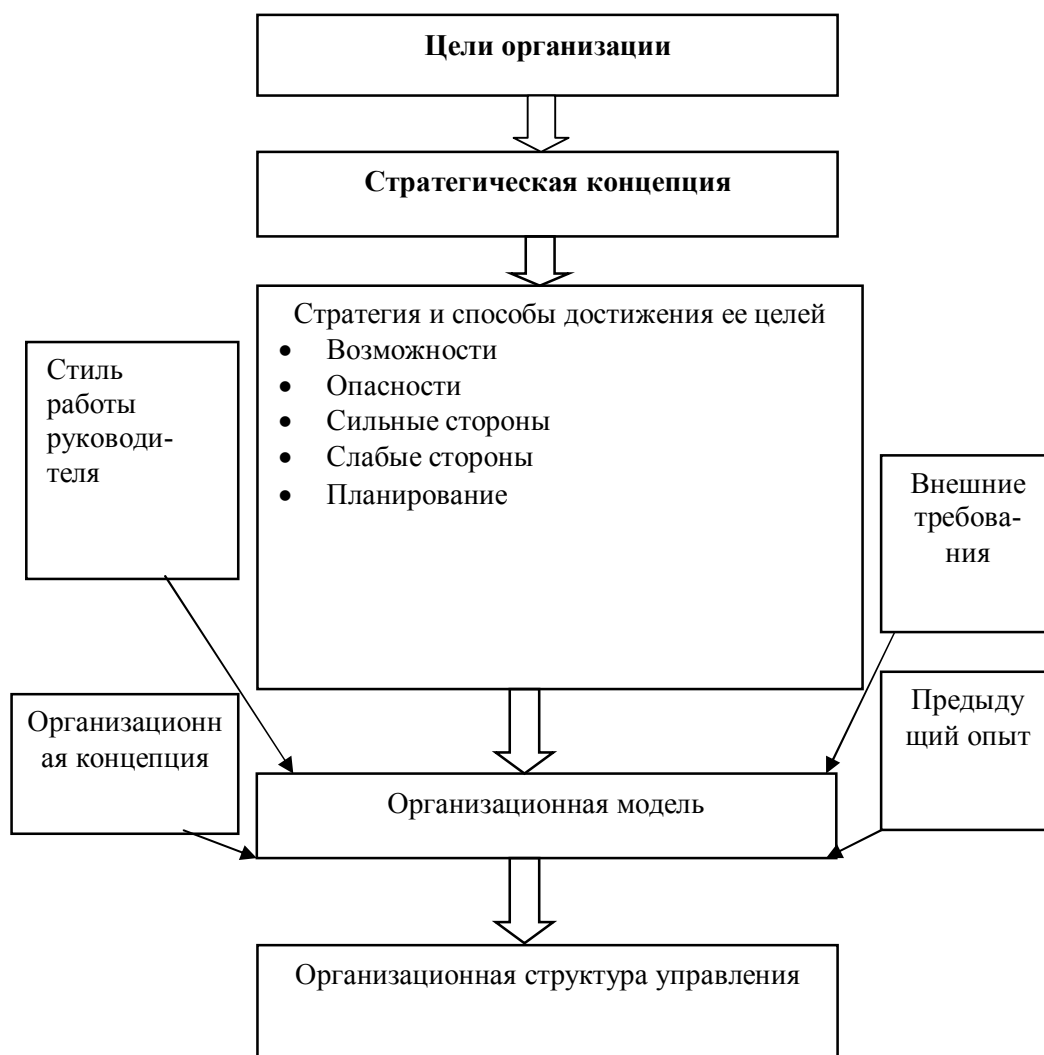 Цели организации
Стратегическая концепция
Стратегия и способы достижения ее целей
• Возможности
• Опасности
• Сильные стороны
• Слабые стороны
• Планирование
Стиль
работы
руководи-
теля
Внешние
требова-
ния
Организационн
ая концепция
Предыду
щий опыт
Организационная модель
Организационная структура управления